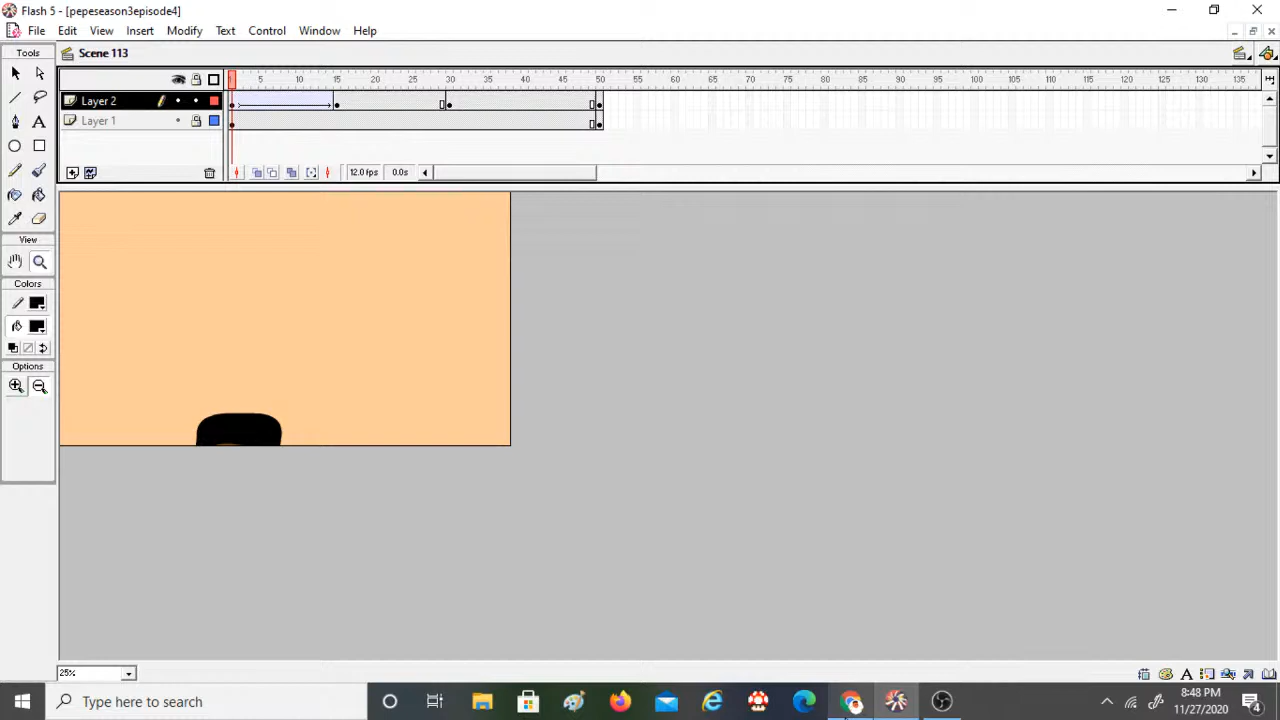 Flash 5 - [pepeseason3episode4]
File Edit View Insert Modify Text Control Window Help
Tools
Scene 113
1 5 10 15 20 25 30 35 40 45 50 55 60 65 70 75 80 85 90 95 100 105 110 115 120 125 130 135
Layer 2
Layer 1
12.0 fps 0.0s
View
Colors
Options
25%
Type here to search
8:48 PM
11/27/2020
4